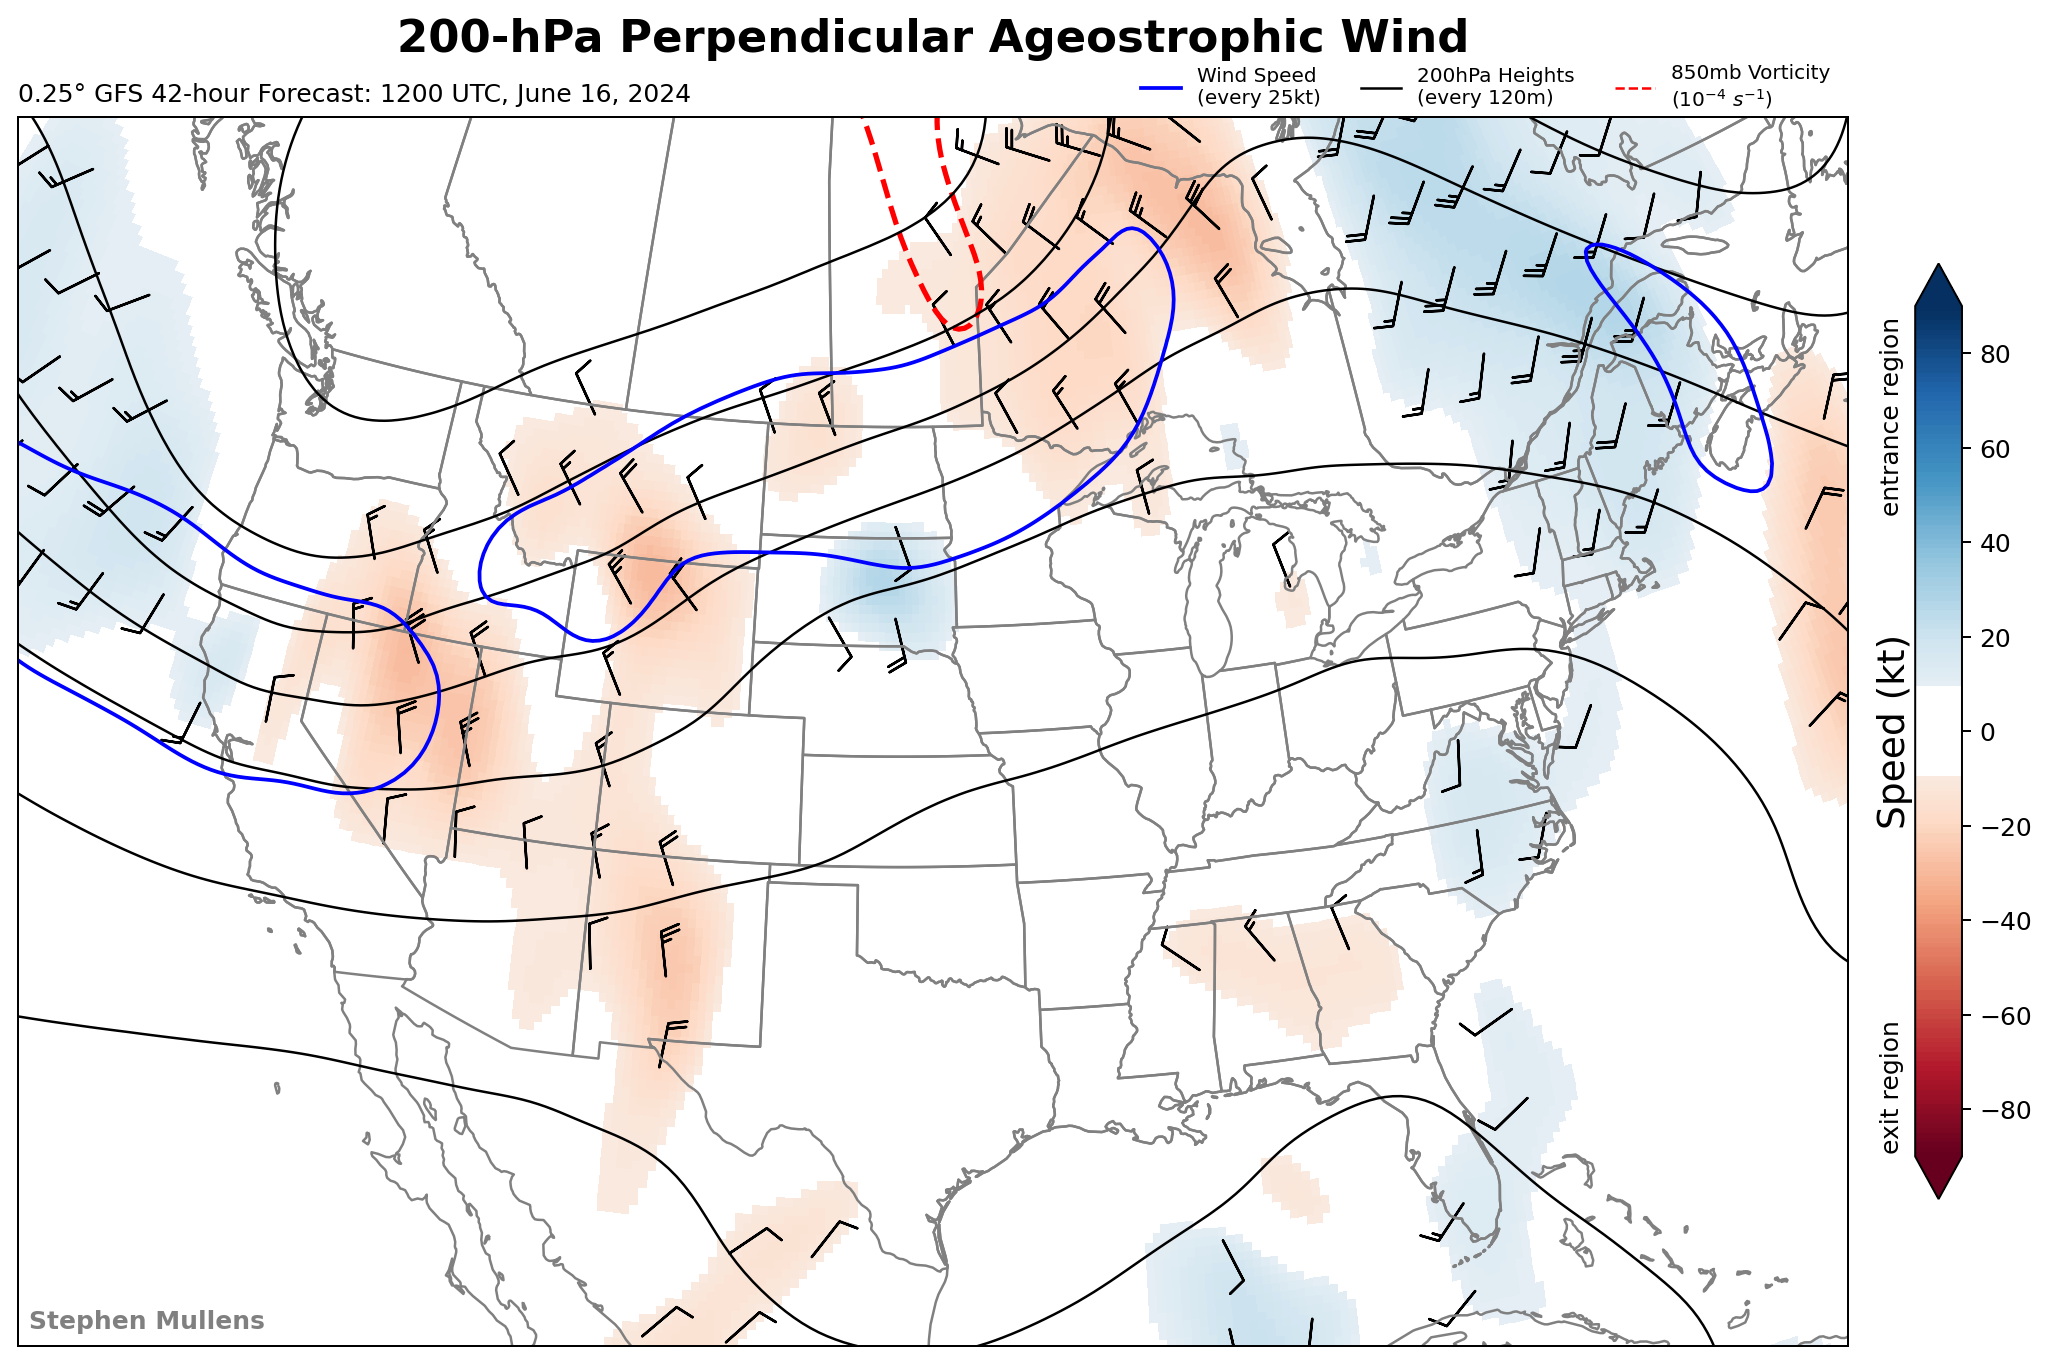 200-hPa Perpendicular Ageostrophic Wind
0.25° GFS 42-hour Forecast: 1200 UTC, June 16, 2024
Wind Speed
(every 25kt)
200hPa Heights
(every 120m)
850mb Vorticity
(10⁻⁴ s⁻¹)
entrance region
Speed (kt)
exit region
80
60
40
20
0
−20
−40
−60
−80
Stephen Mullens